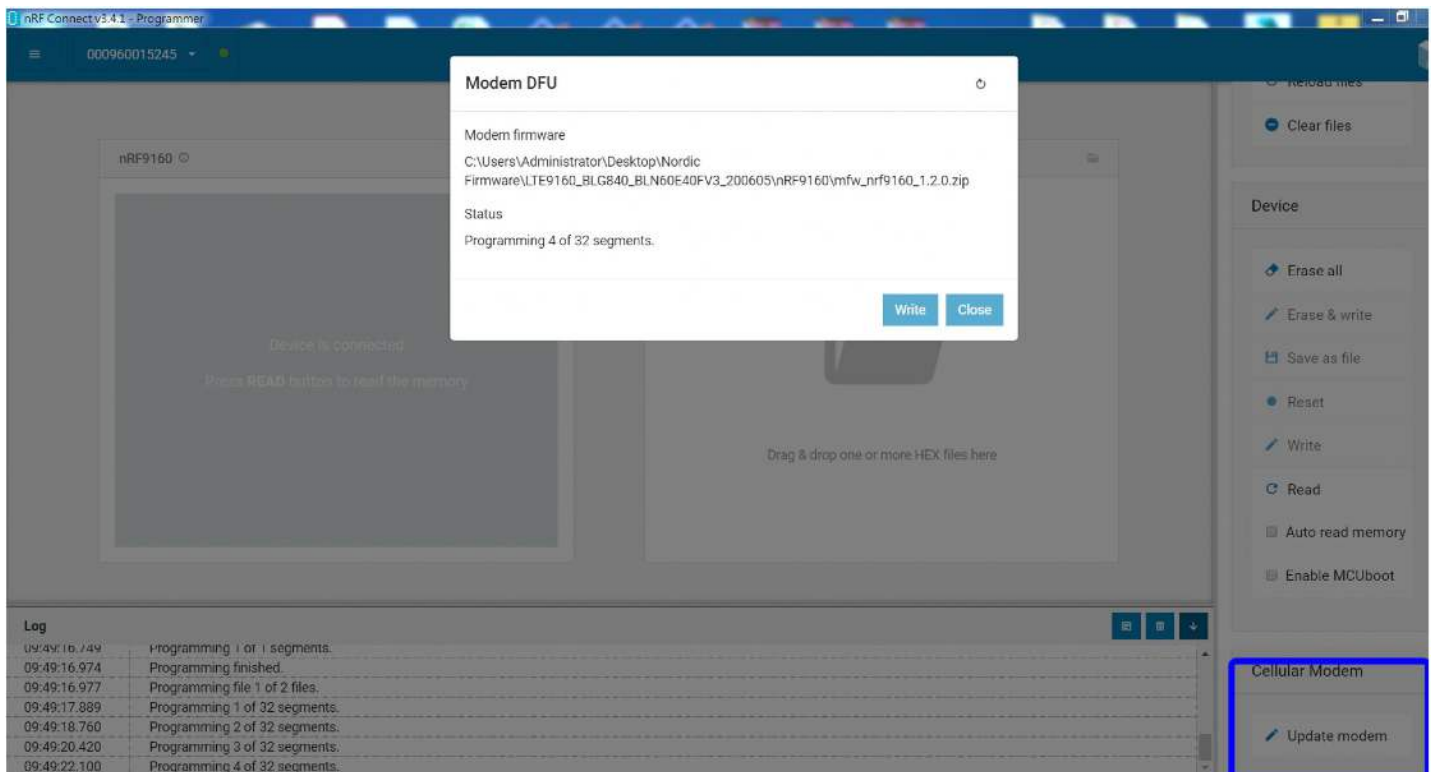 nRF Connect v3.4.1 - Programmer
000960015245
Modem DFU
Modem firmware
C:\Users\Administrator\Desktop\Nordic
Firmware\LTE9160_BLG840_BLN60E40FV3_200605\nRF9160\mfw_nrf9160_1.2.0.zip
Status
Programming 4 of 32 segments.
Write
Close
nRF9160
Device is connected
Press READ button to read the memory
Drag & drop one or more HEX files here
Reload files
Clear files
Device
Erase all
Erase & write
Save as file
Reset
Write
Read
Auto read memory
Enable MCUboot
Cellular Modem
Update modem
Log
09:49:16.749 Programming 1 of 1 segments.
09:49:16.974 Programming finished.
09:49:16.977 Programming file 1 of 2 files.
09:49:17.889 Programming 1 of 32 segments.
09:49:18.760 Programming 2 of 32 segments.
09:49:20.420 Programming 3 of 32 segments.
09:49:22.100 Programming 4 of 32 segments.